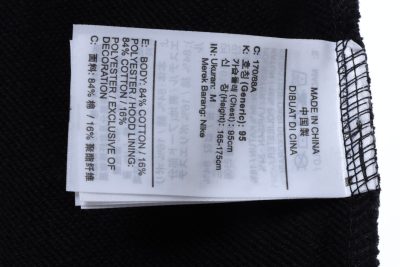 MADE IN CHINA
中国製
DIBUAT DI CINA
C: 170/88A
K: 호칭 (Generic): 95
가슴둘레 (Chest): 95cm
신 장 (Height): 165-175cm
IN: Ukuran: M
Merek Barang: Nike
E: BODY: 84% COTTON / 16%
POLYESTER / HOOD LINING:
84% COTTON / 16%
POLYESTER / EXCLUSIVE OF
DECORATION
C: 面料: 84% 棉 / 16% 聚酯纤维